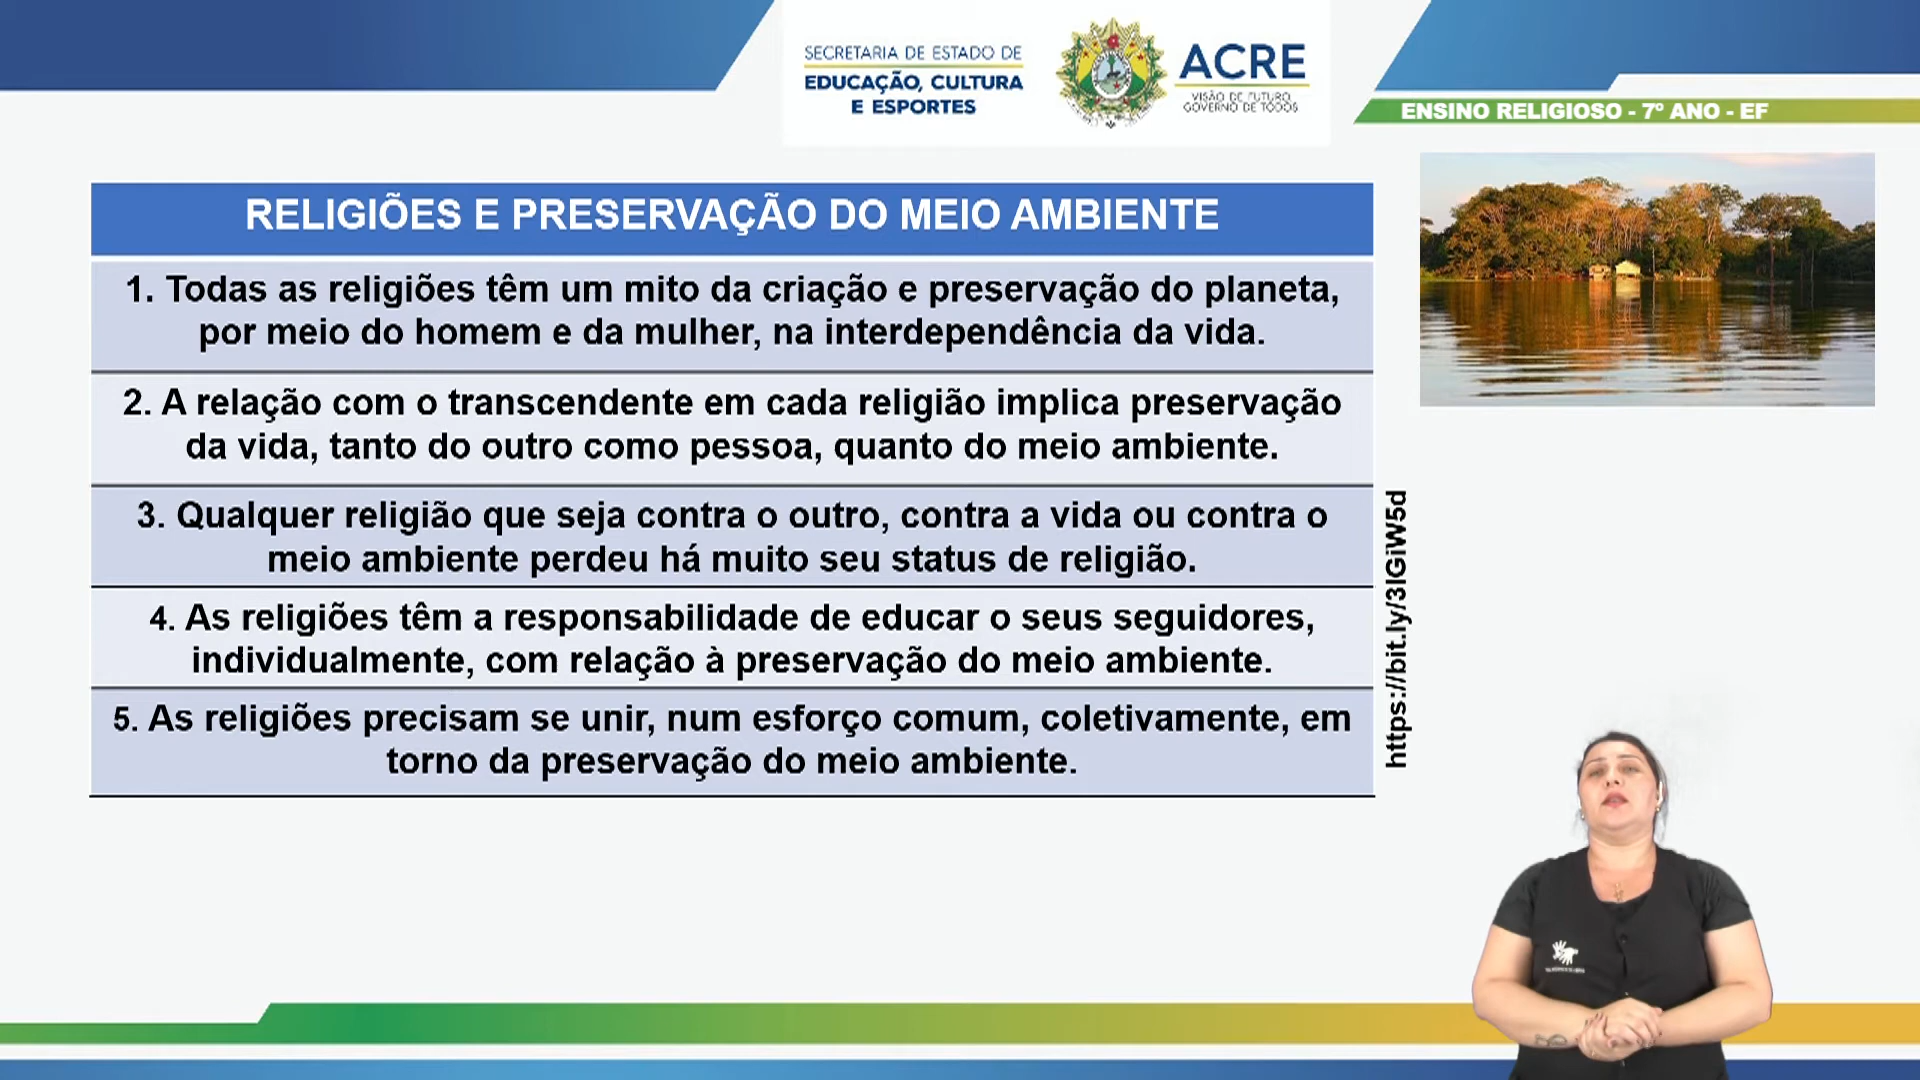 SECRETARIA DE ESTADO DE
EDUCAÇÃO, CULTURA
E ESPORTES
ACRE
VISÃO DE FUTURO,
GOVERNO DE TODOS
ENSINO RELIGIOSO - 7º ANO - EF
RELIGIÕES E PRESERVAÇÃO DO MEIO AMBIENTE
1. Todas as religiões têm um mito da criação e preservação do planeta,
por meio do homem e da mulher, na interdependência da vida.
2. A relação com o transcendente em cada religião implica preservação
da vida, tanto do outro como pessoa, quanto do meio ambiente.
3. Qualquer religião que seja contra o outro, contra a vida ou contra o
meio ambiente perdeu há muito seu status de religião.
4. As religiões têm a responsabilidade de educar o seus seguidores,
individualmente, com relação à preservação do meio ambiente.
5. As religiões precisam se unir, num esforço comum, coletivamente, em
torno da preservação do meio ambiente.
https://bit.ly/3lGiW5d